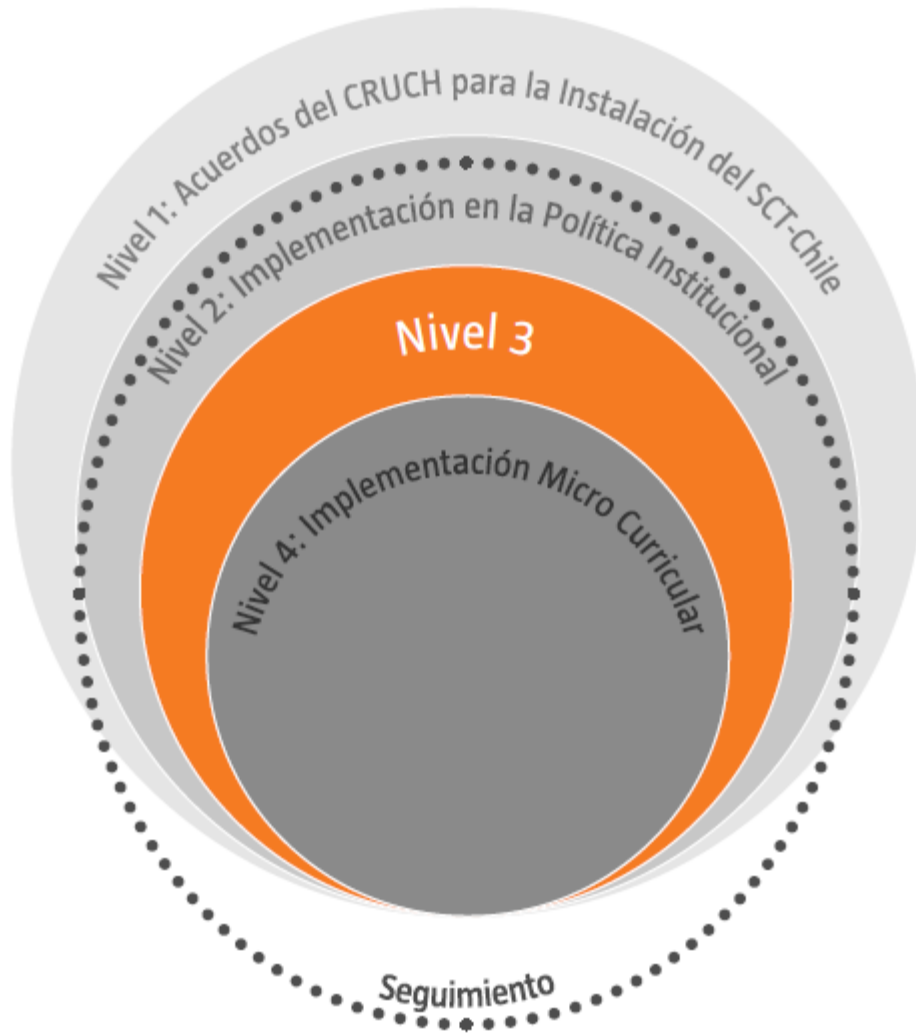 Nivel 1: Acuerdos del CRUCH para la Instalación del SCT-Chile
Nivel 2: Implementación en la Política Institucional
Nivel 3
Nivel 4: Implementación Micro Curricular
Seguimiento